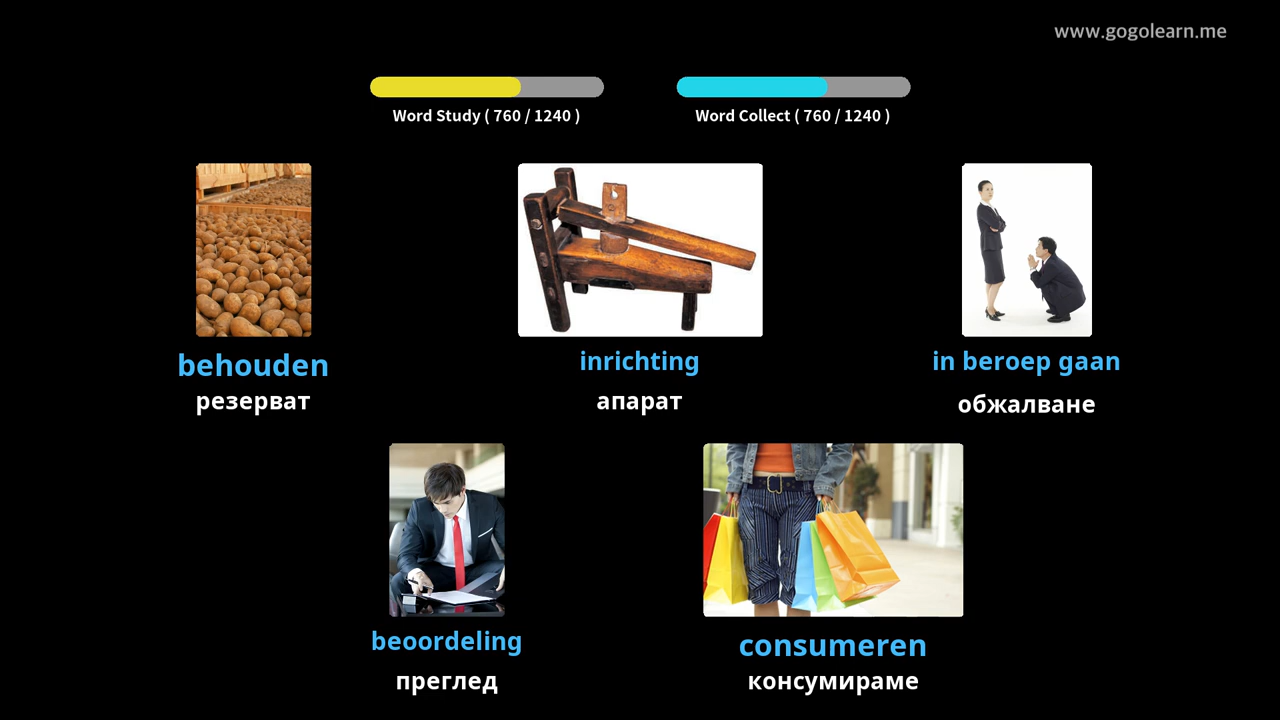 www.gogolearn.me
Word Study ( 760 / 1240 )
Word Collect ( 760 / 1240 )
behouden
резерват
inrichting
апарат
in beroep gaan
обжалване
beoordeling
преглед
consumeren
консумираме